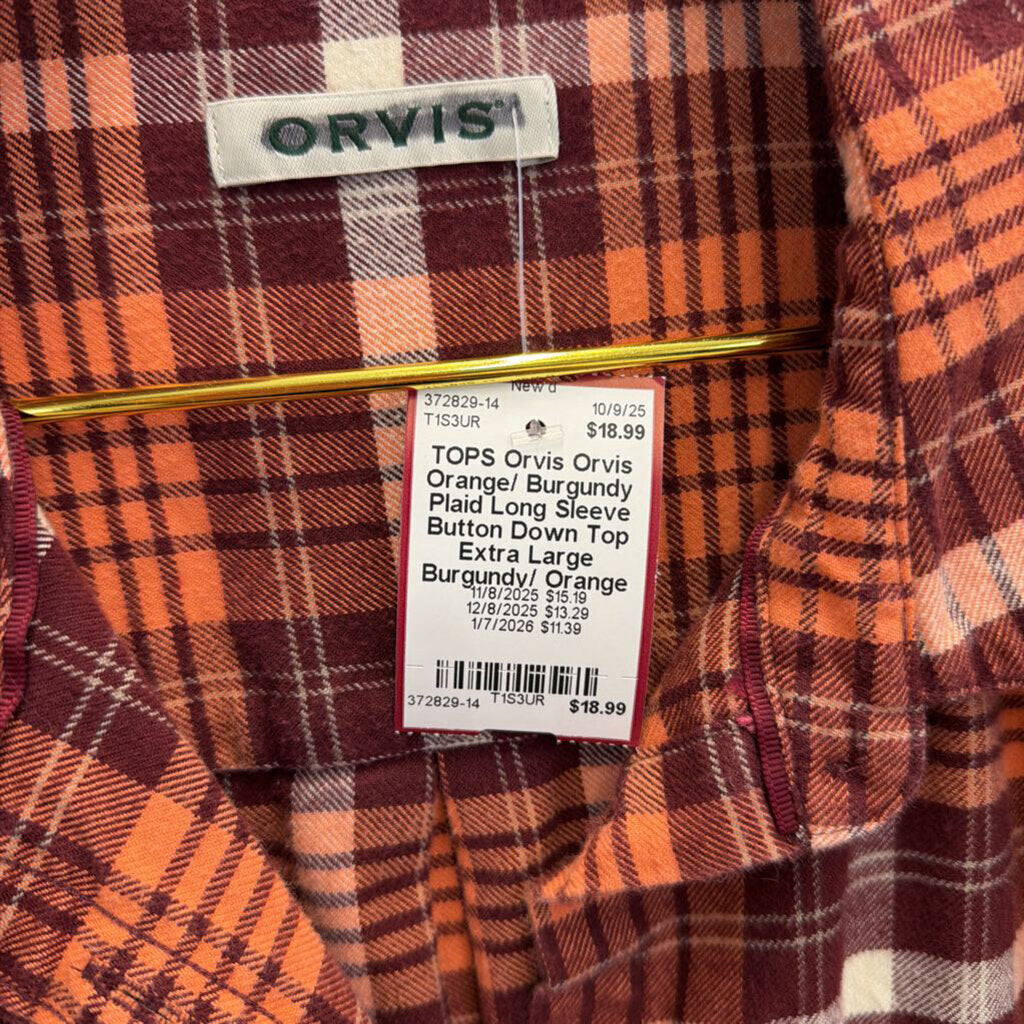 ORVIS
New'd
372829-14 10/9/25
T1S3UR $18.99
TOPS Orvis Orvis
Orange/ Burgundy
Plaid Long Sleeve
Button Down Top
Extra Large
Burgundy/ Orange
11/8/2025 $15.19
12/8/2025 $13.29
1/7/2026 $11.39
372829-14 T1S3UR $18.99